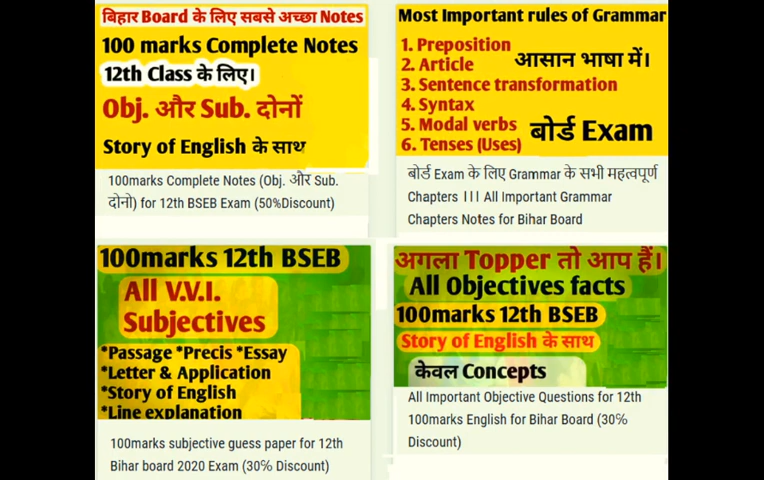 बिहार Board के लिए सबसे अच्छा Notes
100 marks Complete Notes
12th Class के लिए।
Obj. और Sub. दोनों
Story of English के साथ
100marks Complete Notes (Obj. और Sub.
दोनो) for 12th BSEB Exam (50%Discount)
Most Important rules of Grammar
1. Preposition
2. Article
आसान भाषा में।
3. Sentence transformation
4. Syntax
5. Modal verbs
बोर्ड Exam
6. Tenses (Uses)
बोर्ड Exam के लिए Grammar के सभी महत्वपूर्ण
Chapters ।।। All Important Grammar
Chapters Notes for Bihar Board
100marks 12th BSEB
All V.V.I.
Subjectives
*Passage *Precis *Essay
*Letter & Application
*Story of English
*Line explanation
100marks subjective guess paper for 12th
Bihar board 2020 Exam (30% Discount)
अगला Topper तो आप हैं।
All Objectives facts
100marks 12th BSEB
Story of English के साथ
केवल Concepts
All Important Objective Questions for 12th
100marks English for Bihar Board (30%
Discount)